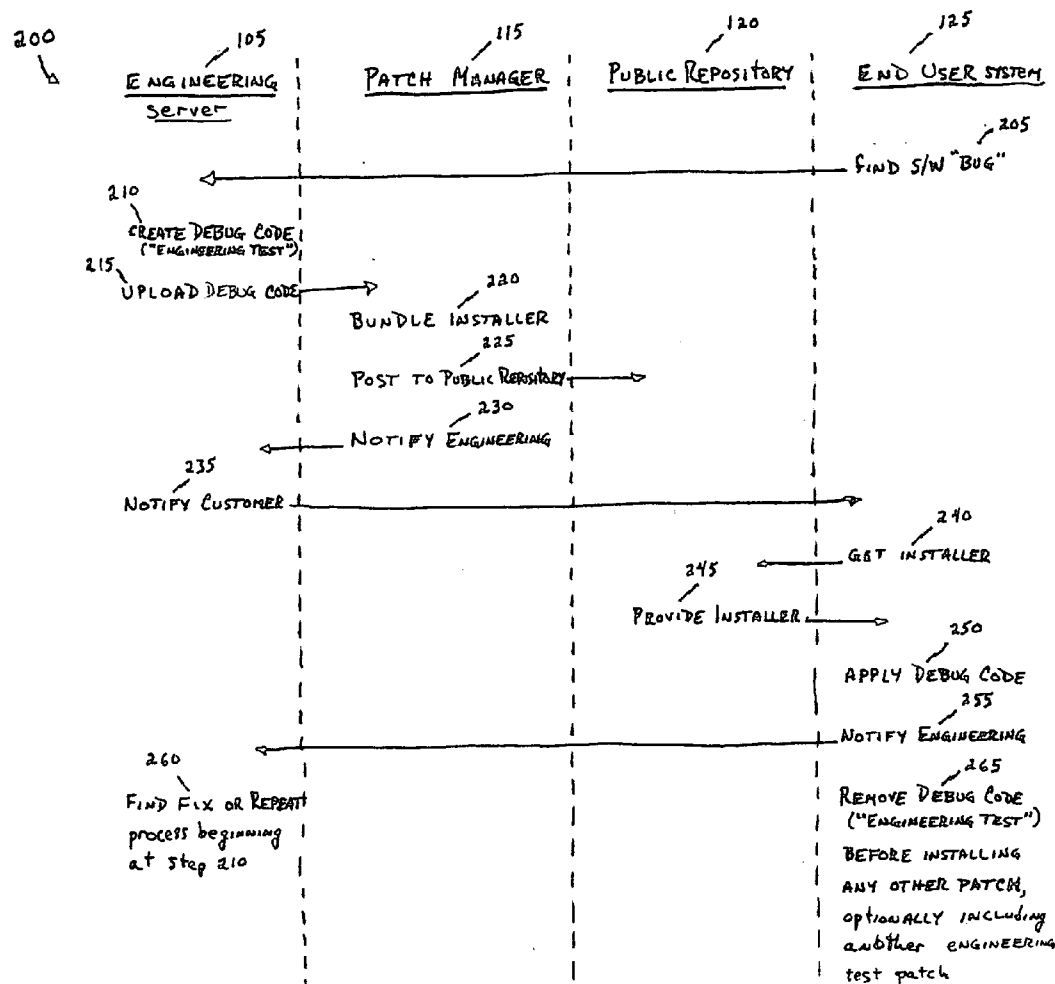 200
105
115
120
125
ENGINEERING
Server
PATCH MANAGER
PUBLIC REPOSITORY
END USER SYSTEM
205
FIND S/W "BUG"
210
CREATE DEBUG CODE
("ENGINEERING TEST")
215
UPLOAD DEBUG CODE
220
BUNDLE INSTALLER
225
POST TO PUBLIC REPOSITORY
230
NOTIFY ENGINEERING
235
NOTIFY CUSTOMER
240
GET INSTALLER
245
PROVIDE INSTALLER
250
APPLY DEBUG CODE
255
NOTIFY ENGINEERING
260
FIND FIX OR REPEAT
process beginning
at step 210
265
REMOVE DEBUG CODE
("ENGINEERING TEST")
BEFORE INSTALLING
ANY OTHER PATCH,
optionally including
another engineering
test patch